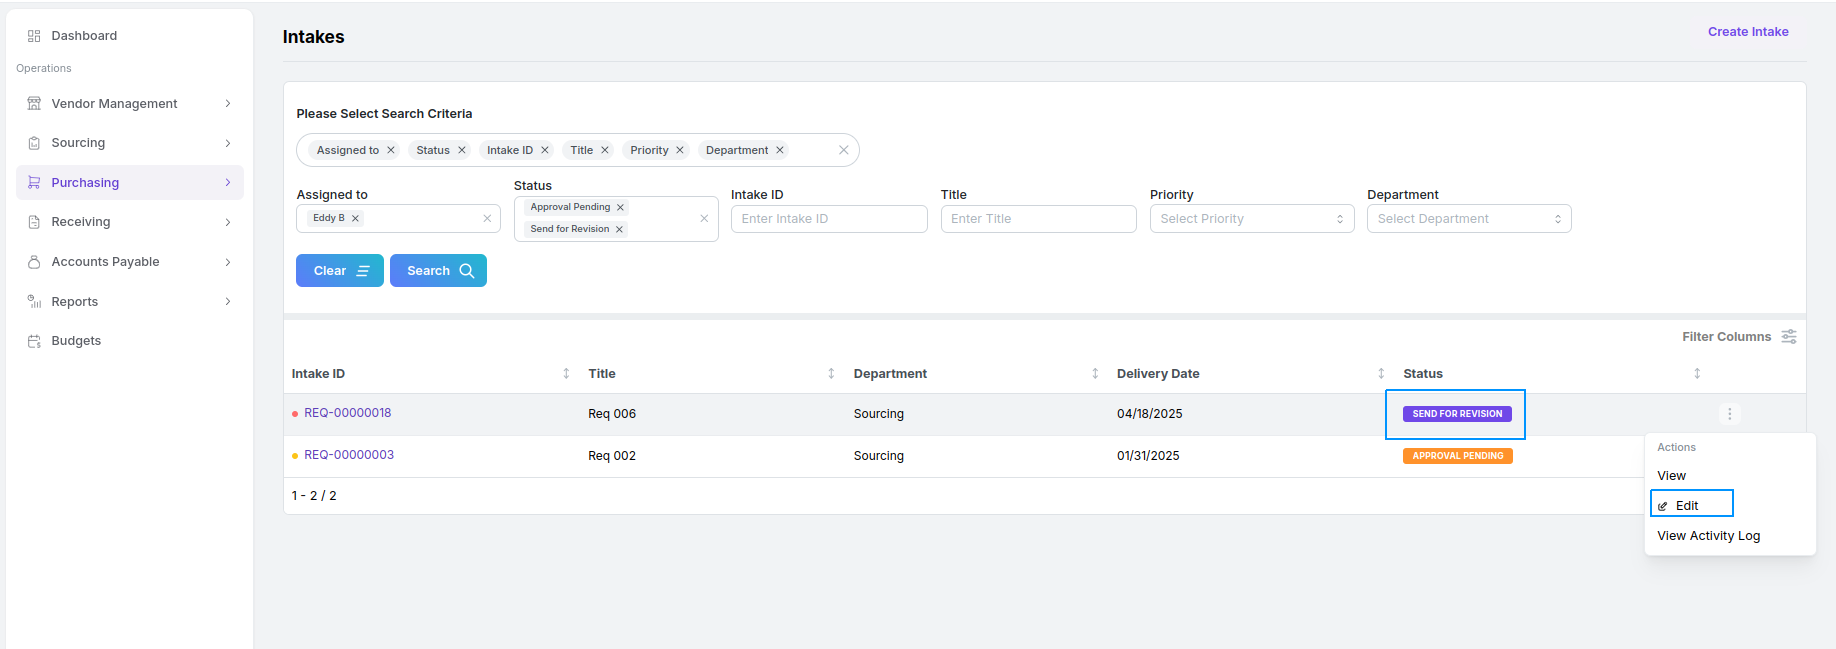 Dashboard
Operations
Vendor Management
Sourcing
Purchasing
Receiving
Accounts Payable
Reports
Budgets
Intakes
Create Intake
Please Select Search Criteria
Assigned to Status Intake ID Title Priority Department
Assigned to
Eddy B
Status
Approval Pending
Send for Revision
Intake ID
Enter Intake ID
Title
Enter Title
Priority
Select Priority
Department
Select Department
Clear Search
Filter Columns
Intake ID Title Department Delivery Date Status
REQ-00000018 Req 006 Sourcing 04/18/2025 SEND FOR REVISION
REQ-00000003 Req 002 Sourcing 01/31/2025 APPROVAL PENDING
1 - 2 / 2
Actions
View
Edit
View Activity Log